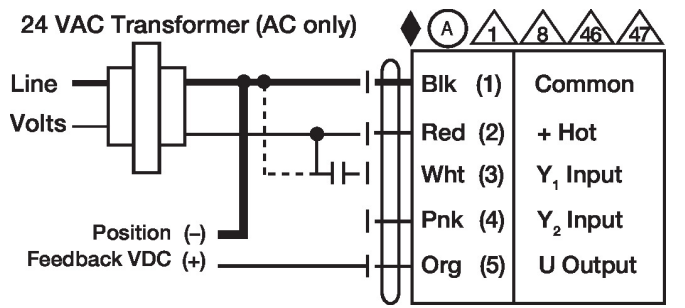 24 VAC Transformer (AC only)
A 1 8 46 47
Line
Volts
Blk (1) Common
Red (2) + Hot
Wht (3) Y1 Input
Pnk (4) Y2 Input
Org (5) U Output
Position (–)
Feedback VDC (+)